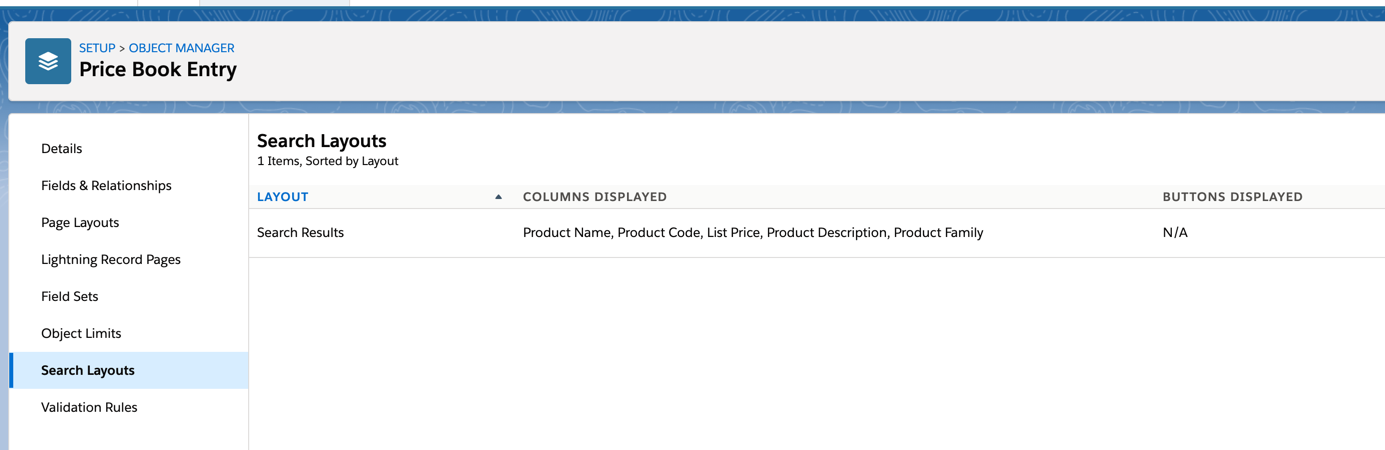 SETUP > OBJECT MANAGER
Price Book Entry
Details
Fields & Relationships
Page Layouts
Lightning Record Pages
Field Sets
Object Limits
Search Layouts
Validation Rules
Search Layouts
1 Items, Sorted by Layout
LAYOUT COLUMNS DISPLAYED BUTTONS DISPLAYED
Search Results Product Name, Product Code, List Price, Product Description, Product Family N/A